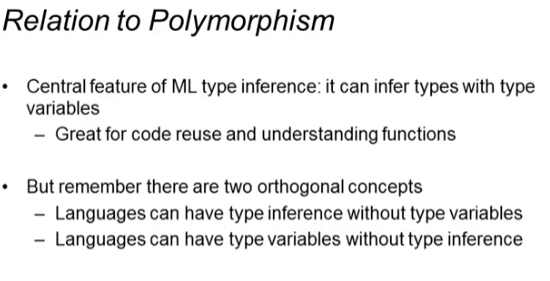 Relation to Polymorphism
• Central feature of ML type inference: it can infer types with type
variables
– Great for code reuse and understanding functions
• But remember there are two orthogonal concepts
– Languages can have type inference without type variables
– Languages can have type variables without type inference